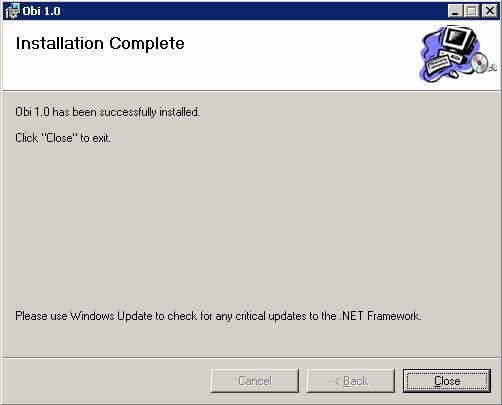 Obi 1.0
Installation Complete
Obi 1.0 has been successfully installed.
Click "Close" to exit.
Please use Windows Update to check for any critical updates to the .NET Framework.
Cancel < Back Close